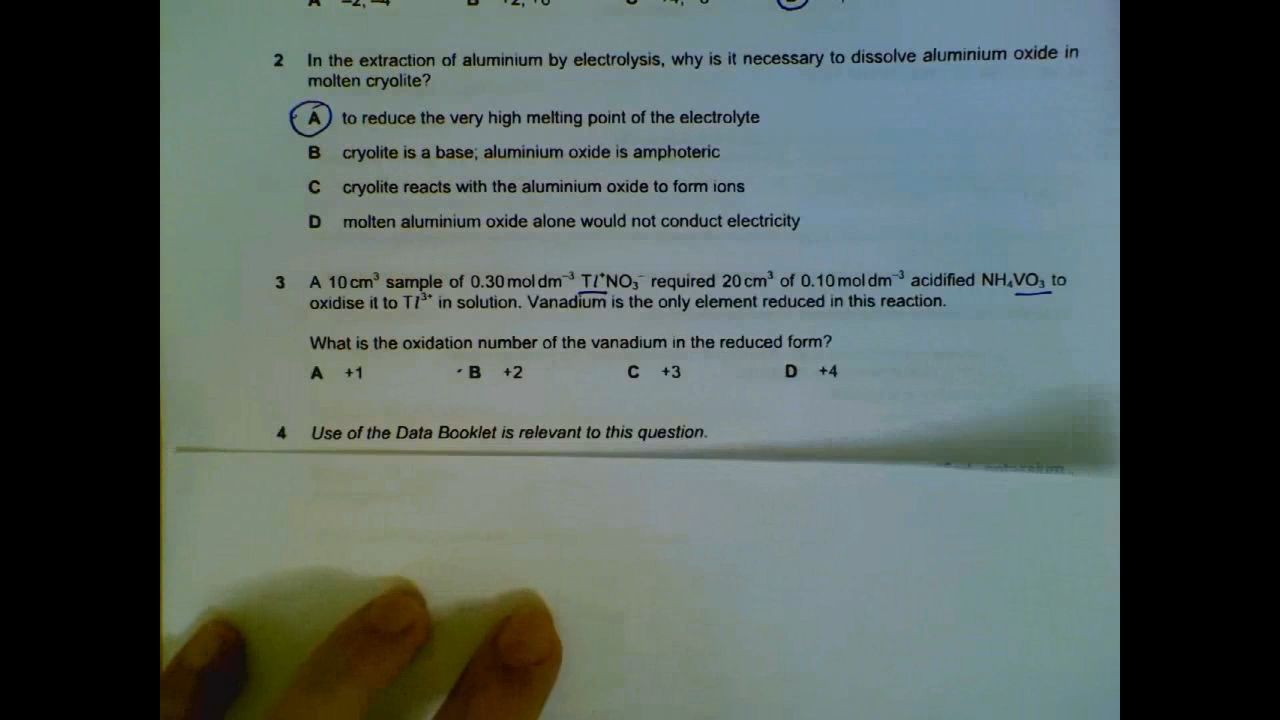 2 In the extraction of aluminium by electrolysis, why is it necessary to dissolve aluminium oxide in
molten cryolite?
A to reduce the very high melting point of the electrolyte
B cryolite is a base; aluminium oxide is amphoteric
C cryolite reacts with the aluminium oxide to form ions
D molten aluminium oxide alone would not conduct electricity
3 A 10 cm³ sample of 0.30 mol dm⁻³ Tl⁺NO₃⁻ required 20 cm³ of 0.10 mol dm⁻³ acidified NH₄VO₃ to
oxidise it to Tl³⁺ in solution. Vanadium is the only element reduced in this reaction.
What is the oxidation number of the vanadium in the reduced form?
A +1 B +2 C +3 D +4
4 Use of the Data Booklet is relevant to this question.